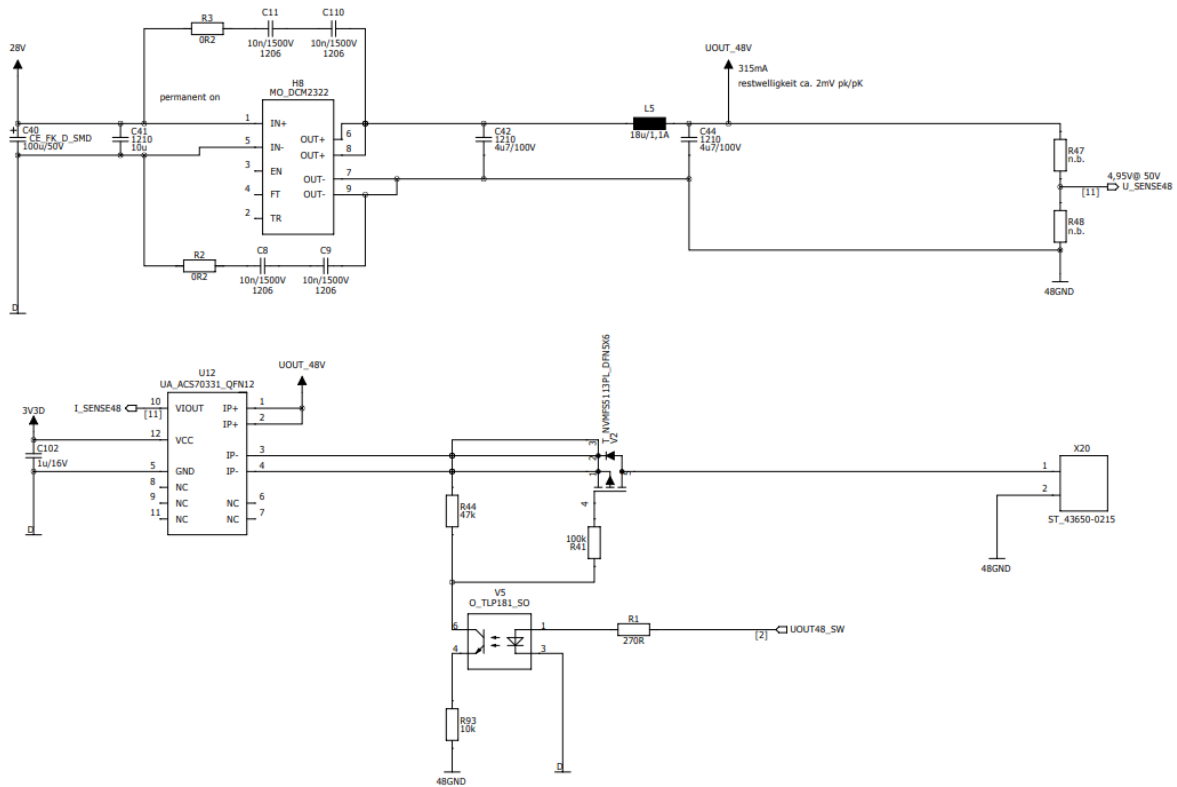 R3
0R2
C11
10n/1500V
1206
C110
10n/1500V
1206
28V
UOUT_48V
315mA
restwelligkeit ca. 2mV pk/pK
permanent on
H8
MO_DCM2322
C40
CE_FK_D_SMD
100u/50V
C41
1210
10u
1
IN+
5
IN-
3
EN
4
FT
2
TR
OUT+
6
OUT+
8
OUT-
7
OUT-
9
C42
1210
4u7/100V
L5
18u/1,1A
C44
1210
4u7/100V
R47
n.b.
4,95V@ 50V
[11]
U_SENSE48
R48
n.b.
48GND
R2
0R2
C8
10n/1500V
1206
C9
10n/1500V
1206
D
U12
UA_ACS70331_QFN12
UOUT_48V
I_SENSE48
[11]
10
VIOUT
IP+
1
IP+
2
3V3D
12
VCC
IP-
3
C102
1u/16V
5
GND
IP-
4
8
NC
9
NC
NC
6
11
NC
NC
7
D
T_NVMFS5113PL_DFN5X6
V2
3
2
1
5
4
R44
47k
100k
R41
X20
1
2
ST_43650-0215
48GND
V5
O_TLP181_SO
6
4
1
3
R1
270R
[2]
UOUT48_SW
R93
10k
48GND
D